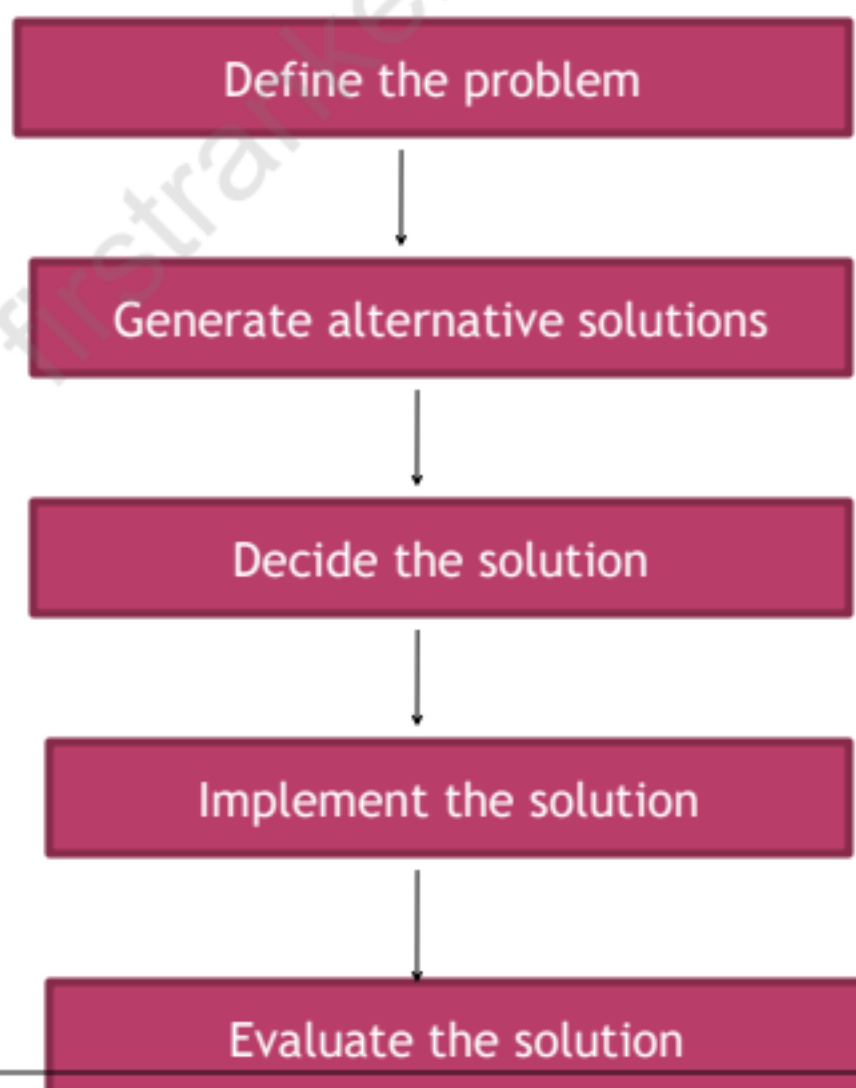 Define the problem
Generate alternative solutions
Decide the solution
Implement the solution
Evaluate the solution